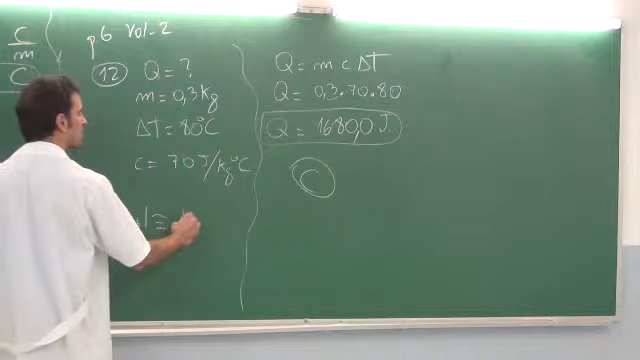 C
m
C
p6 Vol-2
12 Q = ?
m = 0,3 kg
ΔT = 80°C
c = 70 J/kg°C
Q = m c ΔT
Q = 0,3.70.80
Q = 1680,0 J.
C